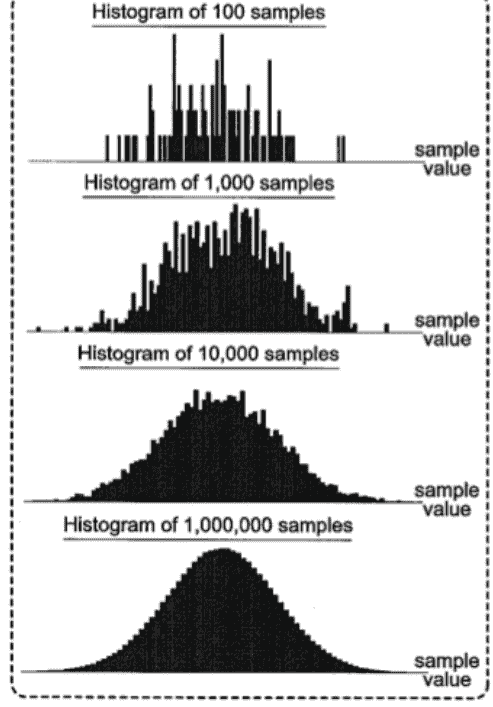 Histogram of 100 samples
sample
value
Histogram of 1,000 samples
sample
value
Histogram of 10,000 samples
sample
value
Histogram of 1,000,000 samples
sample
value